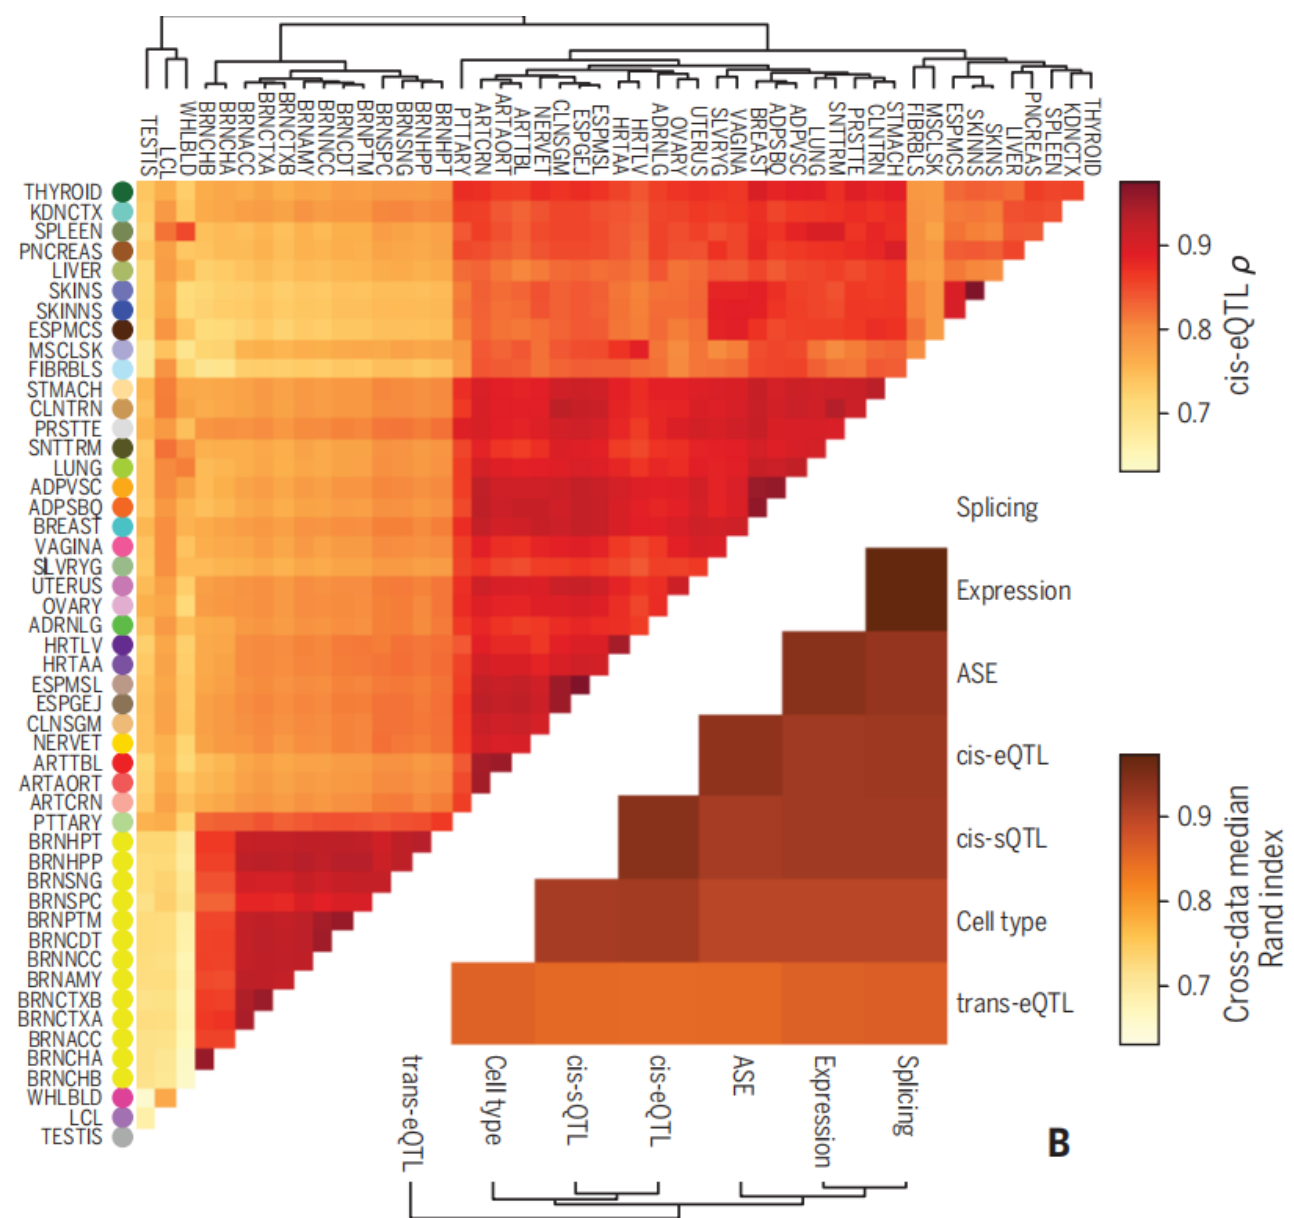 TESTIS
LCL
WHLBLD
BRNCHB
BRNCHA
BRNACC
BRNCTXA
BRNCTXB
BRNAMY
BRNNCC
BRNCDT
BRNPTM
BRNSPC
BRNSNG
BRNHPP
BRNHPT
PTTARY
ARTCRN
ARTAORT
ARTTBL
NERVET
CLNSGM
ESPGEJ
ESPMSL
HRTAA
HRTLV
ADRNLG
OVARY
UTERUS
SLVRYG
VAGINA
BREAST
ADPSBQ
ADPVSC
LUNG
SNTTRM
PRSTTE
CLNTRN
STMACH
FIBRBLS
MSCLSK
ESPMCS
SKINNS
SKINS
LIVER
PNCREAS
SPLEEN
KDNCTX
THYROID
THYROID
KDNCTX
SPLEEN
PNCREAS
LIVER
SKINS
SKINNS
ESPMCS
MSCLSK
FIBRBLS
STMACH
CLNTRN
PRSTTE
SNTTRM
LUNG
ADPVSC
ADPSBQ
BREAST
VAGINA
SLVRYG
UTERUS
OVARY
ADRNLG
HRTLV
HRTAA
ESPMSL
ESPGEJ
CLNSGM
NERVET
ARTTBL
ARTAORT
ARTCRN
PTTARY
BRNHPT
BRNHPP
BRNSNG
BRNSPC
BRNPTM
BRNCDT
BRNNCC
BRNAMY
BRNCTXB
BRNCTXA
BRNACC
BRNCHA
BRNCHB
WHLBLD
LCL
TESTIS
0.9
0.8
0.7
cis-eQTL ρ
Splicing
Expression
ASE
cis-eQTL
cis-sQTL
Cell type
trans-eQTL
0.9
0.8
0.7
Cross-data median
Rand index
trans-eQTL
Cell type
cis-sQTL
cis-eQTL
ASE
Expression
Splicing
B